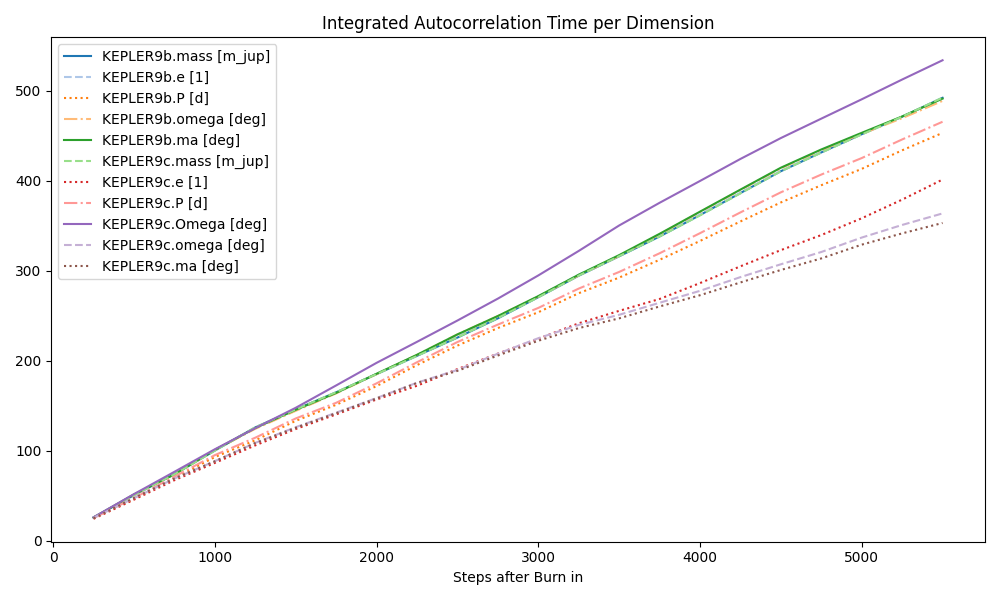 Integrated Autocorrelation Time per Dimension
KEPLER9b.mass [m_jup]
KEPLER9b.e [1]
KEPLER9b.P [d]
KEPLER9b.omega [deg]
KEPLER9b.ma [deg]
KEPLER9c.mass [m_jup]
KEPLER9c.e [1]
KEPLER9c.P [d]
KEPLER9c.Omega [deg]
KEPLER9c.omega [deg]
KEPLER9c.ma [deg]
500
400
300
200
100
0
0 1000 2000 3000 4000 5000
Steps after Burn in